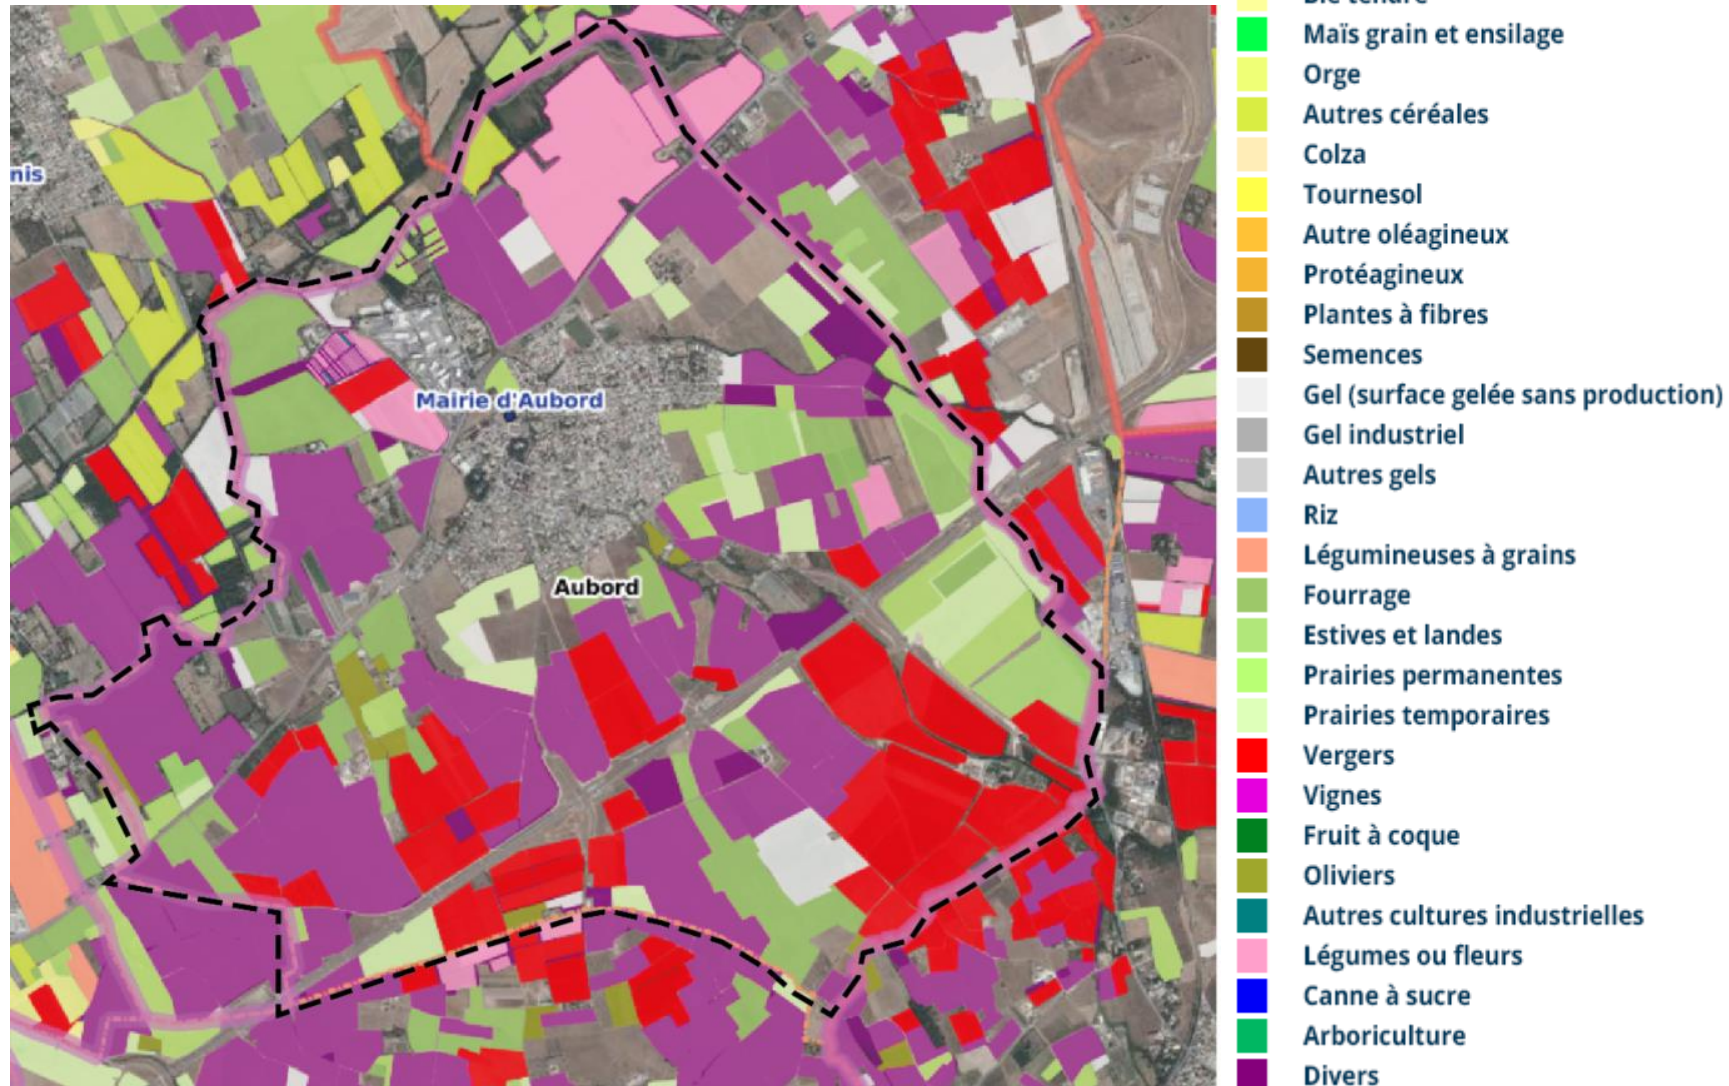 Blé tendre
Maïs grain et ensilage
Orge
Autres céréales
Colza
Tournesol
Autre oléagineux
Protéagineux
Plantes à fibres
Semences
Gel (surface gelée sans production)
Gel industriel
Autres gels
Riz
Légumineuses à grains
Fourrage
Estives et landes
Prairies permanentes
Prairies temporaires
Vergers
Vignes
Fruit à coque
Oliviers
Autres cultures industrielles
Légumes ou fleurs
Canne à sucre
Arboriculture
Divers
nis
Mairie d'Aubord
Aubord